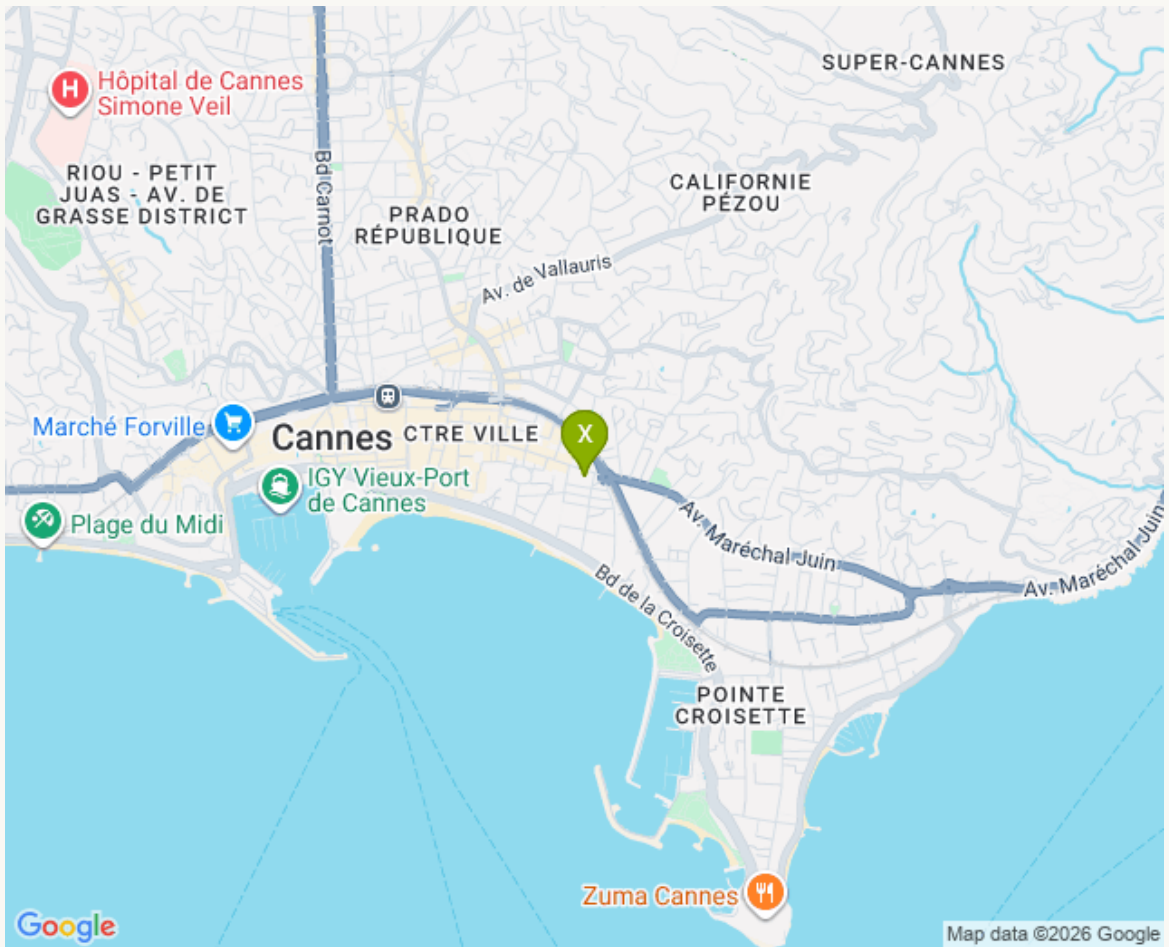 SUPER-CANNES
Hôpital de Cannes
Simone Veil
H
RIOU - PETIT
JUAS - AV. DE
GRASSE DISTRICT
Bd Carnot
CALIFORNIE
PÉZOU
PRADO
RÉPUBLIQUE
Av. de Vallauris
Marché Forville
Cannes
CTRE VILLE
X
IGY Vieux-Port
de Cannes
Plage du Midi
Av. Maréchal Juin
Av. Maréchal Juin
Bd de la Croisette
POINTE
CROISETTE
Zuma Cannes
Google
Map data ©2026 Google